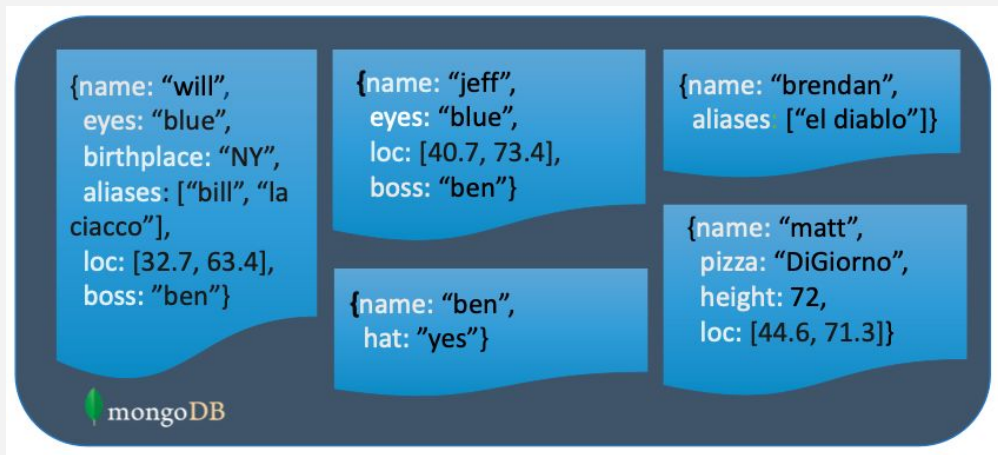 {name: “will”,
eyes: “blue”,
birthplace: “NY”,
aliases: [“bill”, “la
ciacco”],
loc: [32.7, 63.4],
boss: ”ben”}
{name: “jeff”,
eyes: “blue”,
loc: [40.7, 73.4],
boss: “ben”}
{name: “ben”,
hat: ”yes”}
{name: “brendan”,
aliases: [“el diablo”]}
{name: “matt”,
pizza: “DiGiorno”,
height: 72,
loc: [44.6, 71.3]}
mongoDB